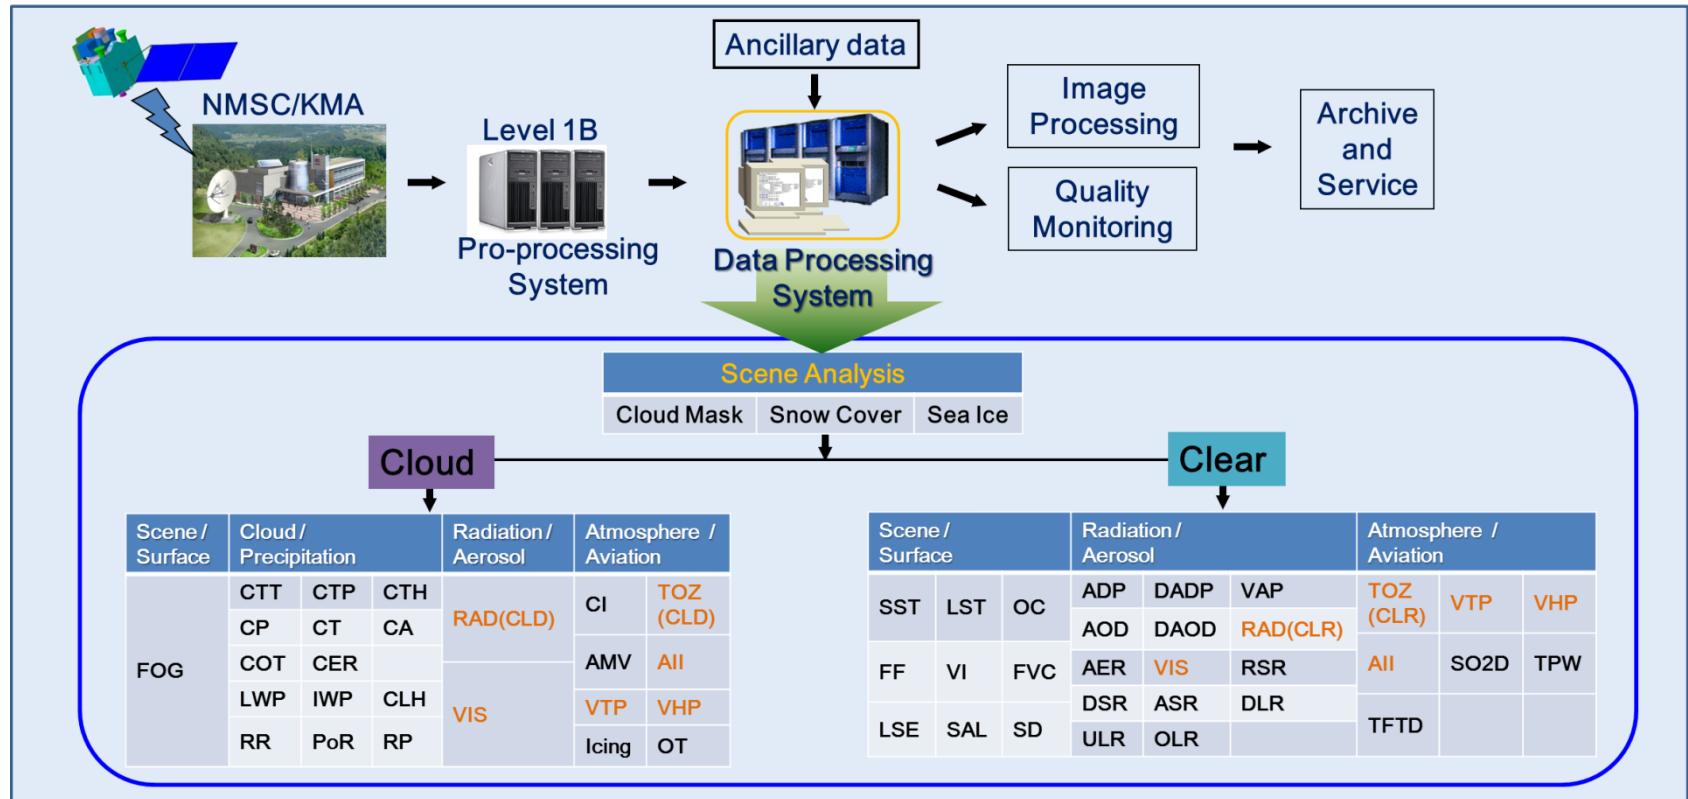 Ancillary data
NMSC/KMA
Level 1B
Pro-processing
System
Data Processing
System
Image
Processing
Quality
Monitoring
Archive
and
Service
Scene Analysis
Cloud Mask Snow Cover Sea Ice
Cloud
Scene / Surface Cloud / Precipitation Radiation / Aerosol Atmosphere / Aviation
FOG
CTT CTP CTH
CP CT CA
COT CER
LWP IWP CLH
RR PoR RP
RAD(CLD)
VIS
CI TOZ (CLD)
AMV AII
VTP VHP
Icing OT
Clear
Scene / Surface Radiation / Aerosol Atmosphere / Aviation
SST LST OC
FF VI FVC
LSE SAL SD
ADP DADP VAP
AOD DAOD RAD(CLR)
AER VIS RSR
DSR ASR DLR
ULR OLR
TOZ (CLR) VTP VHP
AII SO2D TPW
TFTD